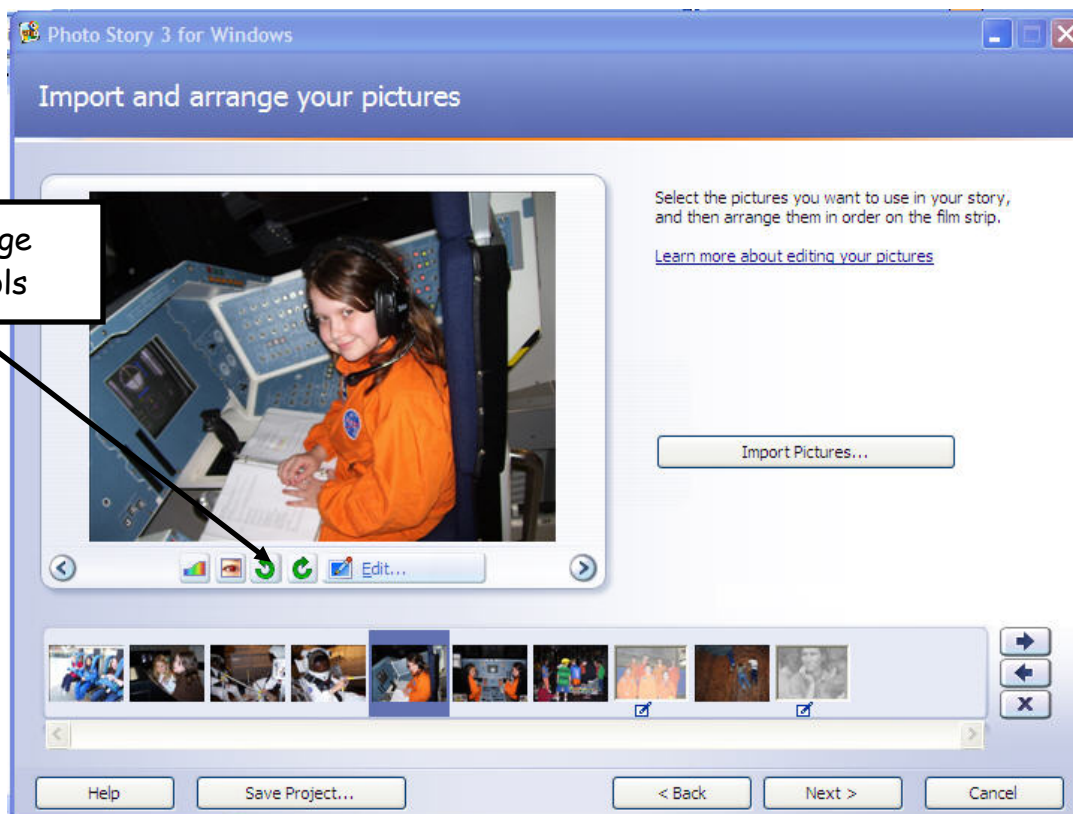 Photo Story 3 for Windows
Import and arrange your pictures
ge
ls
Select the pictures you want to use in your story,
and then arrange them in order on the film strip.
Learn more about editing your pictures
Import Pictures...
Edit...
Help
Save Project...
< Back
Next >
Cancel